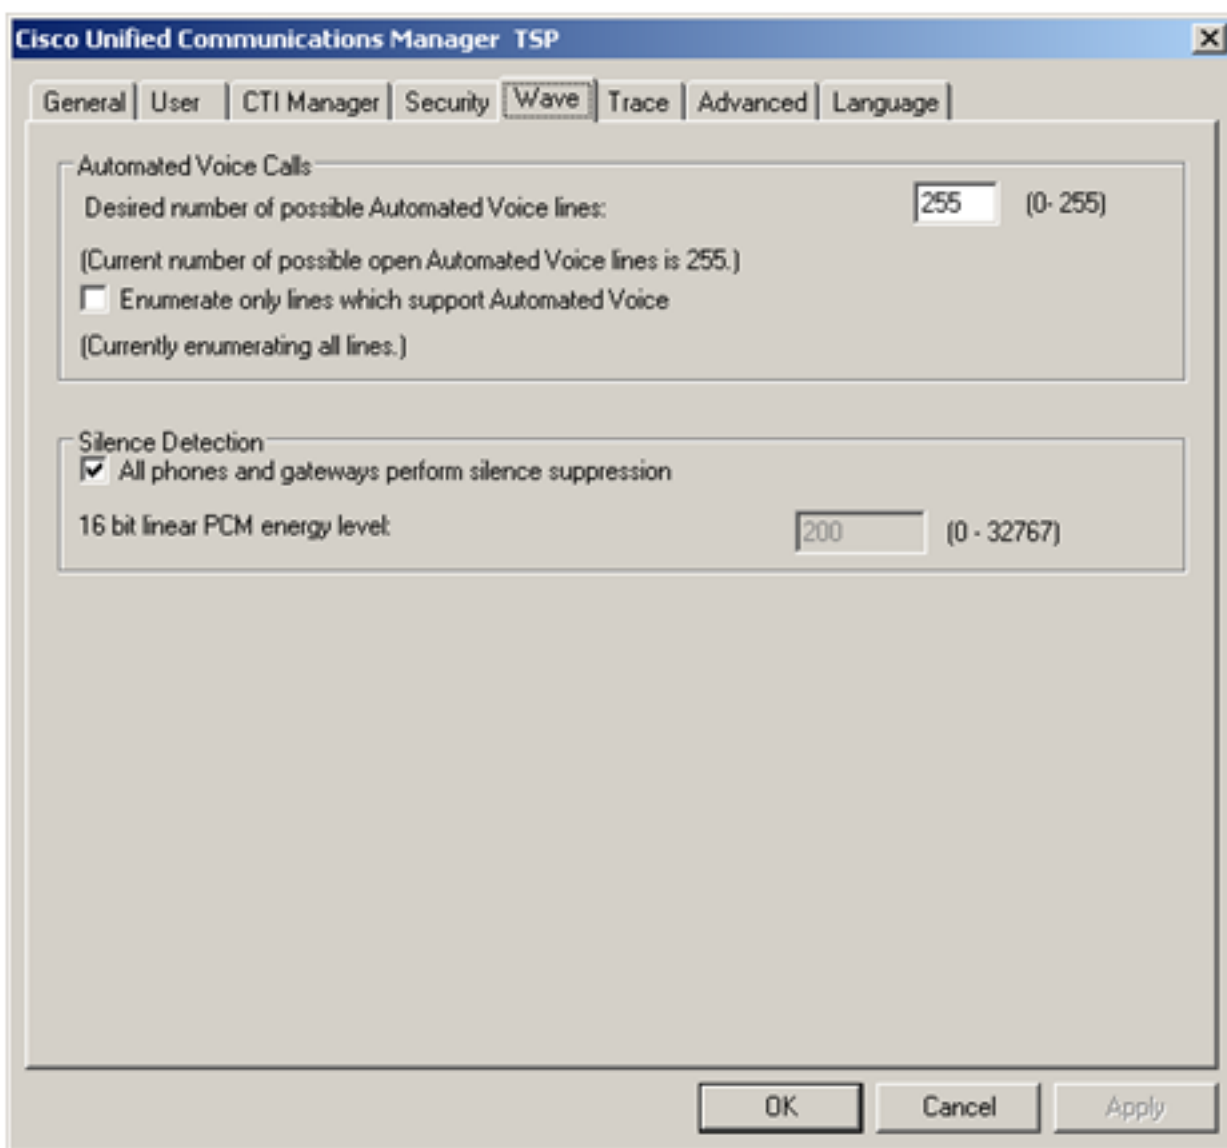 Cisco Unified Communications Manager  TSP
General User CTI Manager Security Wave Trace Advanced Language
Automated Voice Calls
Desired number of possible Automated Voice lines: 255 (0- 255)
(Current number of possible open Automated Voice lines is 255.)
Enumerate only lines which support Automated Voice
(Currently enumerating all lines.)
Silence Detection
All phones and gateways perform silence suppression
16 bit linear PCM energy level: 200 (0 - 32767)
OK Cancel Apply